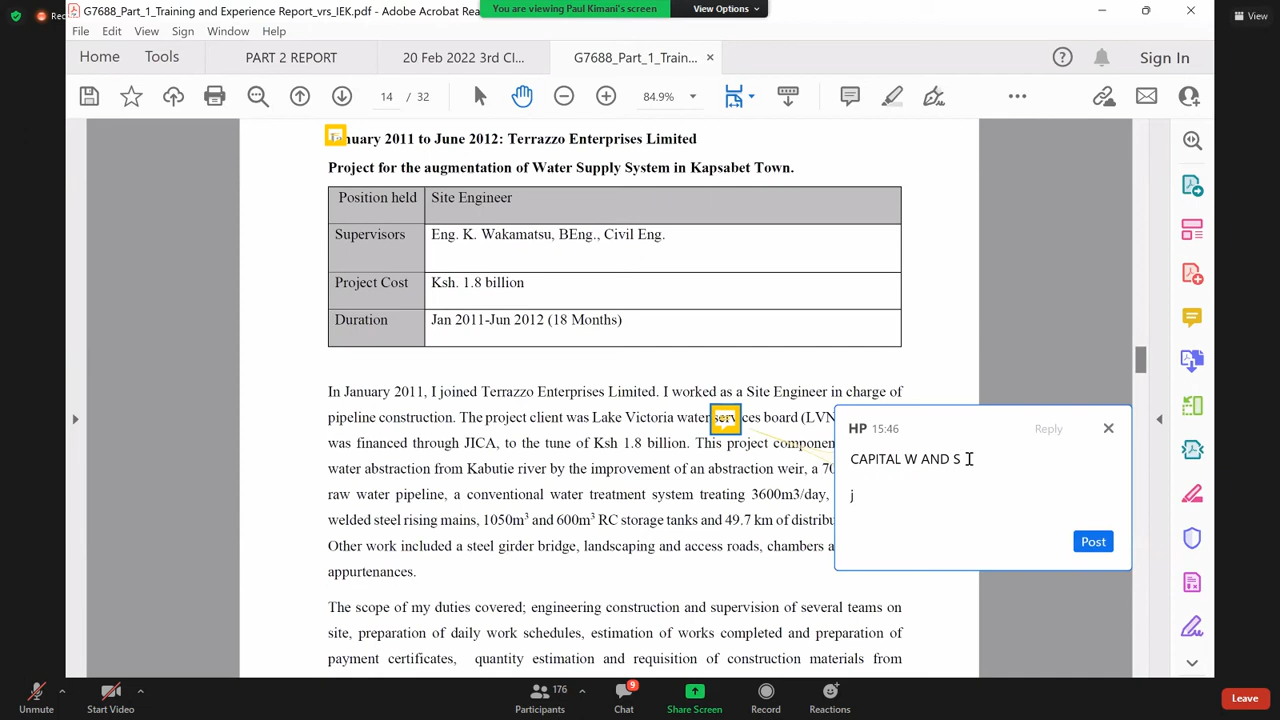 G7688_Part_1_Training and Experience Report_vrs_IEK.pdf - Adobe Acrobat Rea
You are viewing Paul Kimani's screen
View Options
View
File Edit View Sign Window Help
Home Tools PART 2 REPORT 20 Feb 2022 3rd Cl... G7688_Part_1_Train... Sign In
14 / 32 84.9%
January 2011 to June 2012: Terrazzo Enterprises Limited
Project for the augmentation of Water Supply System in Kapsabet Town.
Position held Site Engineer
Supervisors Eng. K. Wakamatsu, BEng., Civil Eng.
Project Cost Ksh. 1.8 billion
Duration Jan 2011-Jun 2012 (18 Months)
In January 2011, I joined Terrazzo Enterprises Limited. I worked as a Site Engineer in charge of
pipeline construction. The project client was Lake Victoria water services board (LVN
was financed through JICA, to the tune of Ksh 1.8 billion. This project componen
water abstraction from Kabutie river by the improvement of an abstraction weir, a 70
raw water pipeline, a conventional water treatment system treating 3600m3/day,
welded steel rising mains, 1050m³ and 600m³ RC storage tanks and 49.7 km of distribu
Other work included a steel girder bridge, landscaping and access roads, chambers a
appurtenances.
The scope of my duties covered; engineering construction and supervision of several teams on
site, preparation of daily work schedules, estimation of works completed and preparation of
payment certificates, quantity estimation and requisition of construction materials from
HP 15:46 Reply
CAPITAL W AND S
j
Post
Unmute Start Video 176 Participants 9 Chat Share Screen Record Reactions Leave